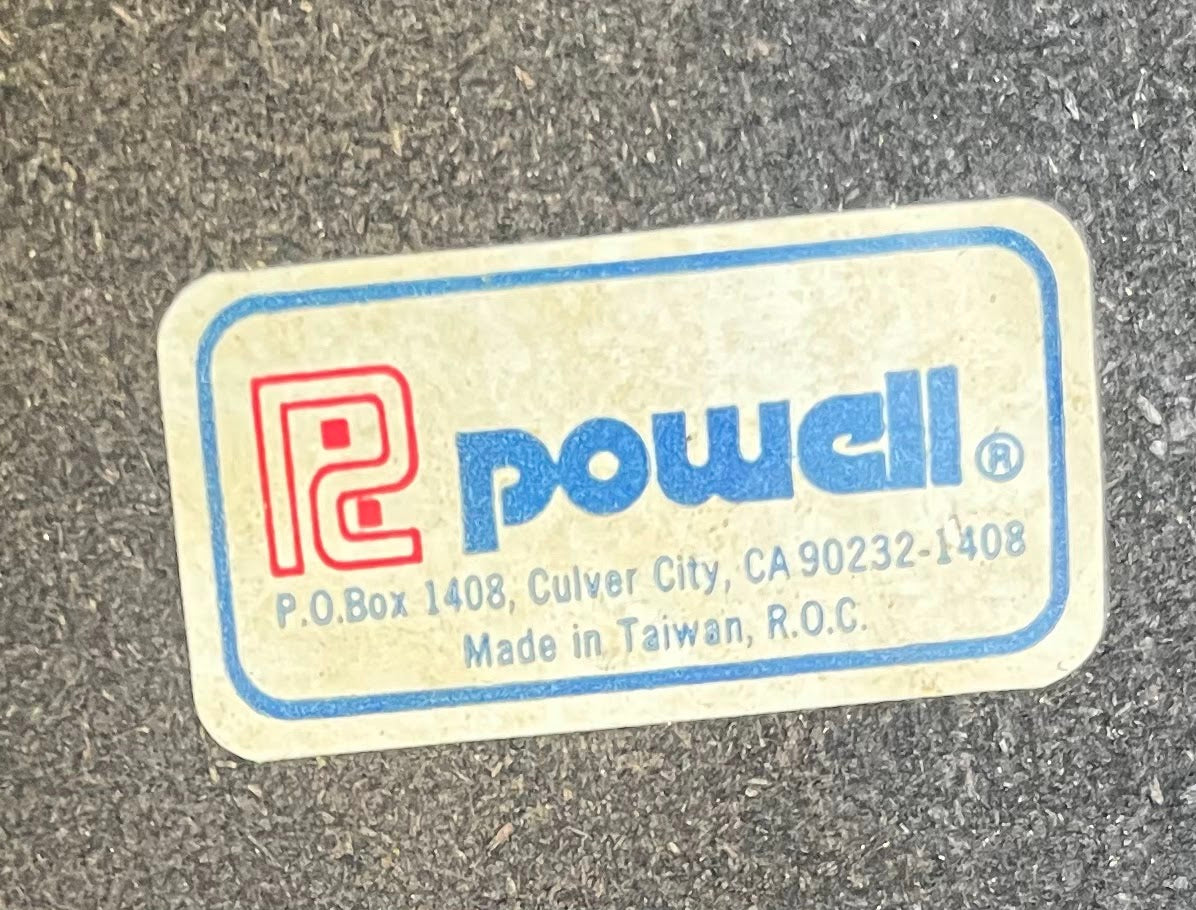 powell ®
P.O.Box 1408, Culver City, CA 90232-1408
Made in Taiwan, R.O.C.